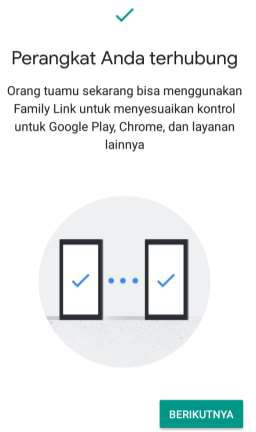 Perangkat Anda terhubung
Orang tuamu sekarang bisa menggunakan
Family Link untuk menyesuaikan kontrol
untuk Google Play, Chrome, dan layanan
lainnya
BERIKUTNYA